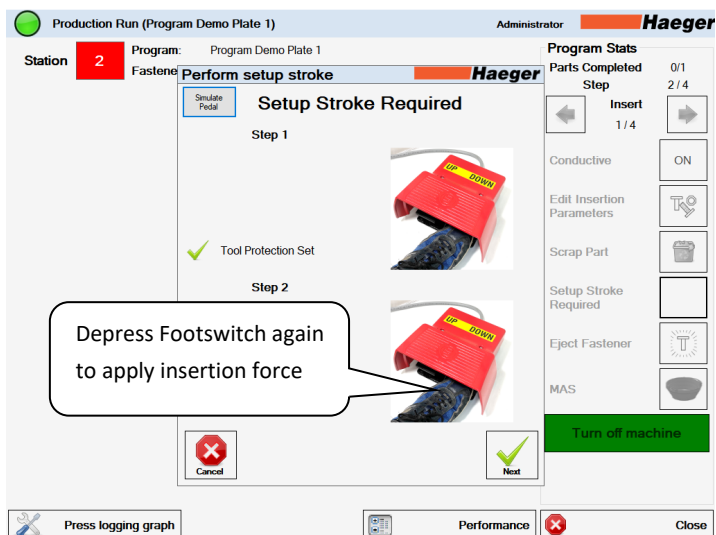 Production Run (Program Demo Plate 1)
Administrator
Haeger
Station
2
Program:
Program Demo Plate 1
Fastene
Perform setup stroke
Haeger
Simulate
Pedal
Setup Stroke Required
Step 1
UP
DOWN
Tool Protection Set
Step 2
UP
DOWN
Depress Footswitch again
to apply insertion force
Cancel
Next
Program Stats
Parts Completed
0/1
Step
2 / 4
Insert
1 / 4
Conductive
ON
Edit Insertion
Parameters
Scrap Part
Setup Stroke
Required
Eject Fastener
T
MAS
Turn off machine
Press logging graph
Performance
Close